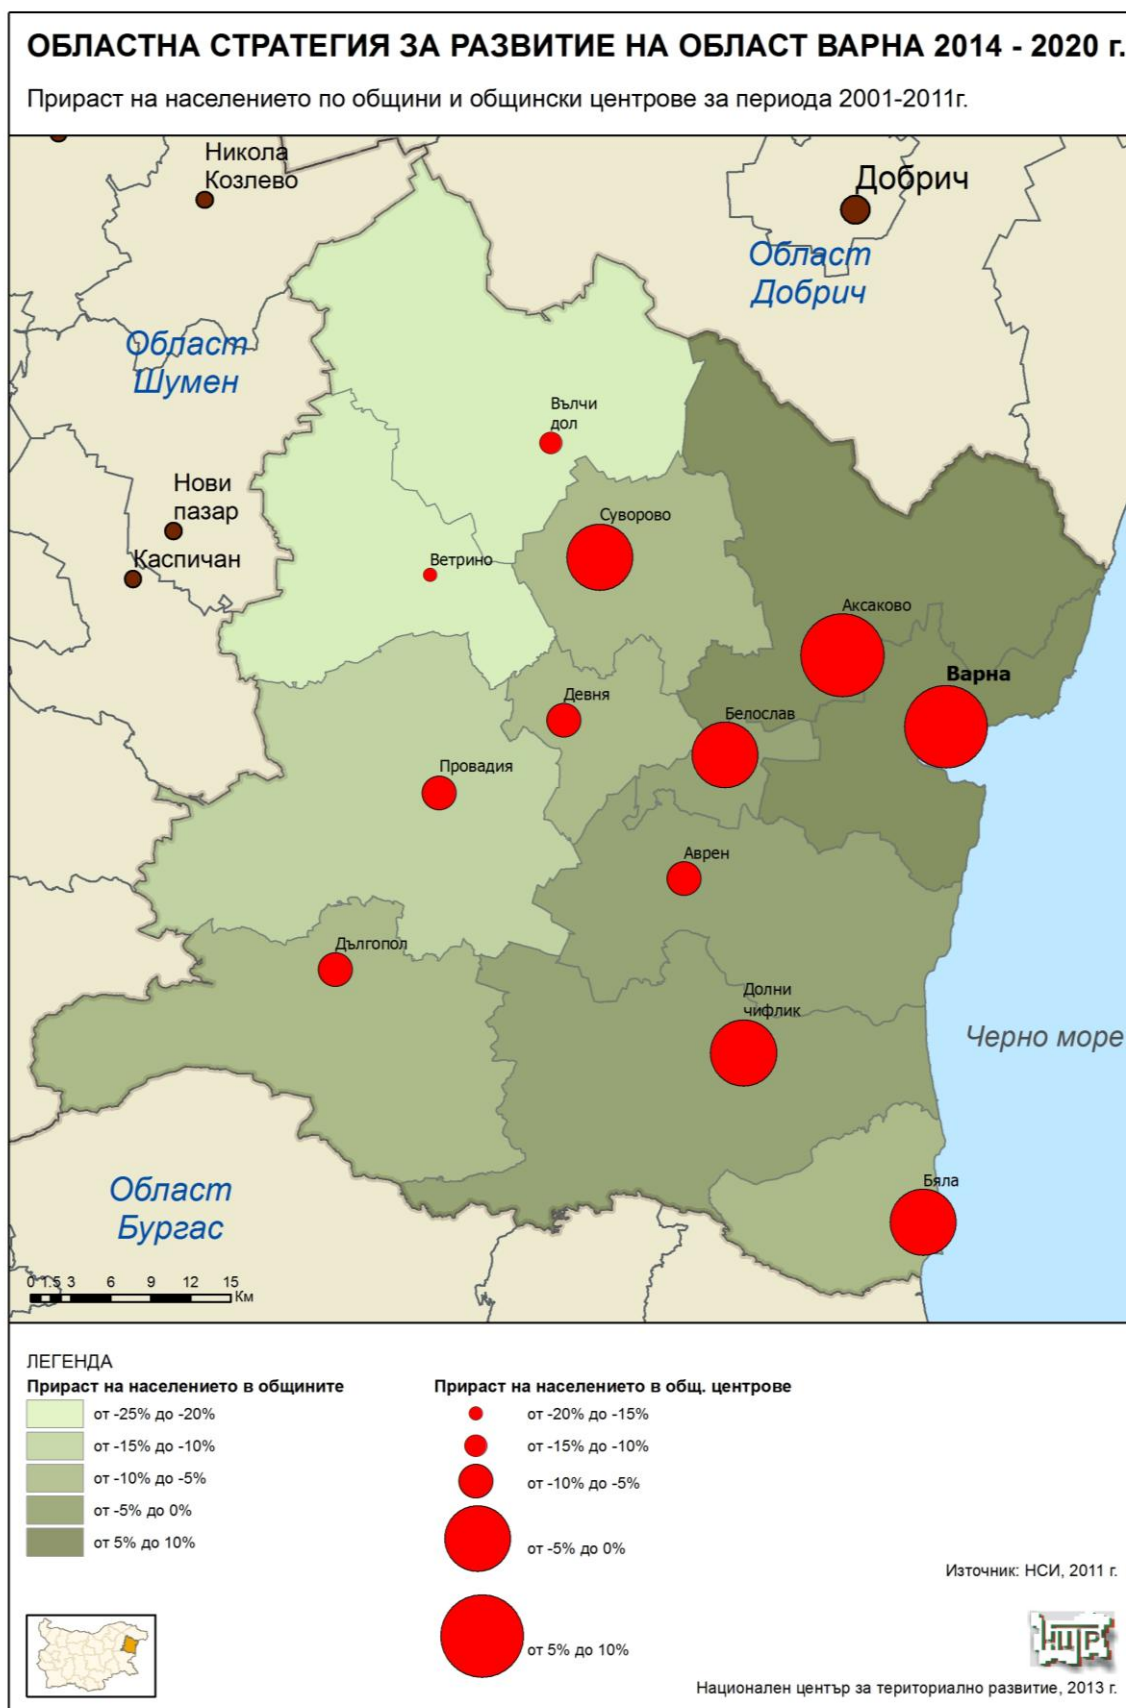 ОБЛАСТНА СТРАТЕГИЯ ЗА РАЗВИТИЕ НА ОБЛАСТ ВАРНА 2014 - 2020 г.
Прираст на населението по общини и общински центрове за периода 2001-2011г.
Никола
Козлево
Добрич
Област
Добрич
Област
Шумен
Вълчи
дол
Нови
пазар
Суворово
Каспичан
Ветрино
Аксаково
Варна
Девня
Белослав
Провадия
Аврен
Дългопол
Долни
чифлик
Черно море
Област
Бургас
Бяла
0 1.5 3 6 9 12 15
Км
ЛЕГЕНДА
Прираст на населението в общините
от -25% до -20%
от -15% до -10%
от -10% до -5%
от -5% до 0%
от 5% до 10%
Прираст на населението в общ. центрове
от -20% до -15%
от -15% до -10%
от -10% до -5%
от -5% до 0%
от 5% до 10%
Източник: НСИ, 2011 г.
НЦТР
Национален център за териториално развитие, 2013 г.